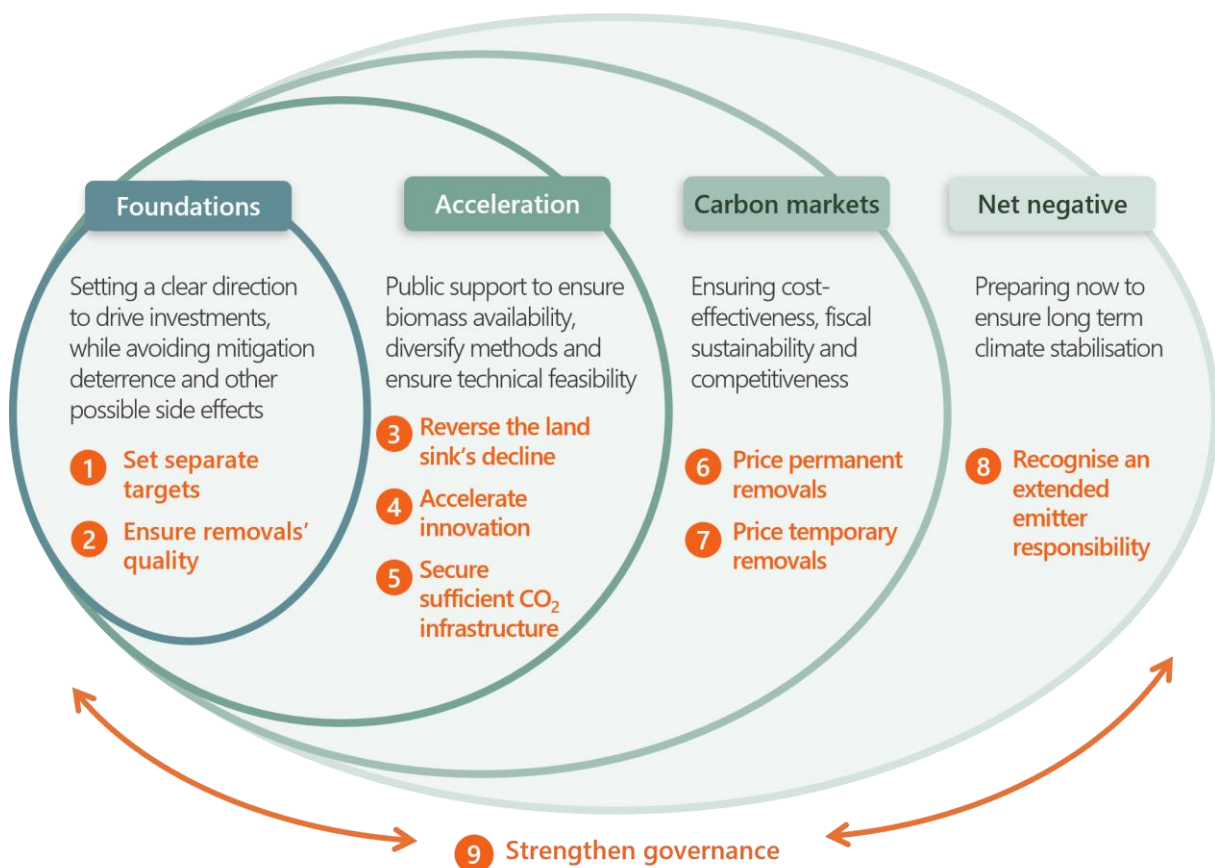 Foundations
Setting a clear direction
to drive investments,
while avoiding mitigation
deterrence and other
possible side effects
1 Set separate
targets
2 Ensure removals’
quality
Acceleration
Public support to ensure
biomass availability,
diversify methods and
ensure technical feasibility
3 Reverse the land
sink’s decline
4 Accelerate
innovation
5 Secure
sufficient CO₂
infrastructure
Carbon markets
Ensuring cost-
effectiveness, fiscal
sustainability and
competitiveness
6 Price permanent
removals
7 Price temporary
removals
Net negative
Preparing now to
ensure long term
climate stabilisation
8 Recognise an
extended
emitter
responsibility
9 Strengthen governance